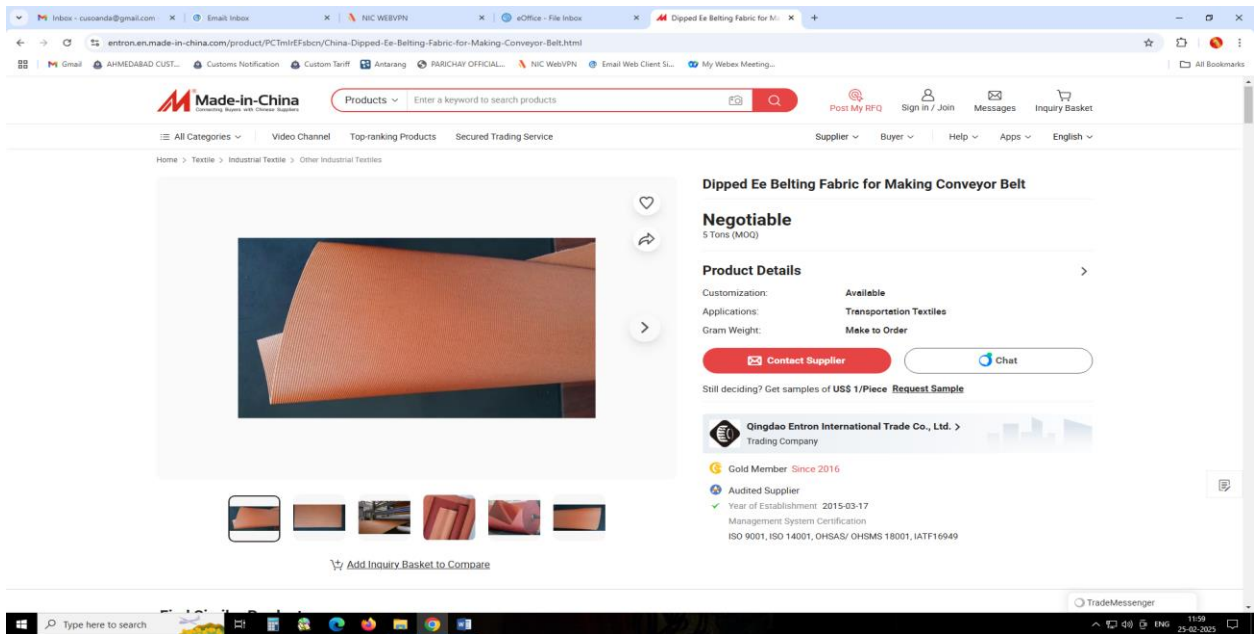 Inbox - cusoanda@gmail.com
Email: Inbox
NIC WEBVPN
eOffice - File Inbox
Dipped Ee Belting Fabric for Ma
entron.en.made-in-china.com/product/PCTmIrEFsbcn/China-Dipped-Ee-Belting-Fabric-for-Making-Conveyor-Belt.html
Gmail
AHMEDABAD CUST...
Customs Notification
Custom Tariff
Antarang
PARICHAY OFFICIAL...
NIC WebVPN
Email Web Client Si...
My Webex Meeting...
All Bookmarks
Made-in-China
Connecting Buyers with Chinese Suppliers
Products
Enter a keyword to search products
Post My RFQ
Sign in / Join
Messages
Inquiry Basket
All Categories
Video Channel
Top-ranking Products
Secured Trading Service
Supplier
Buyer
Help
Apps
English
Home > Textile > Industrial Textile > Other Industrial Textiles
Dipped Ee Belting Fabric for Making Conveyor Belt
Negotiable
5 Tons (MOQ)
Product Details
Customization: Available
Applications: Transportation Textiles
Gram Weight: Make to Order
Contact Supplier
Chat
Still deciding? Get samples of US$ 1/Piece Request Sample
Qingdao Entron International Trade Co., Ltd. >
Trading Company
Gold Member Since 2016
Audited Supplier
Year of Establishment 2015-03-17
Management System Certification
ISO 9001, ISO 14001, OHSAS/ OHSMS 18001, IATF16949
Add Inquiry Basket to Compare
TradeMessenger
Type here to search
ENG
11:59
25-02-2025